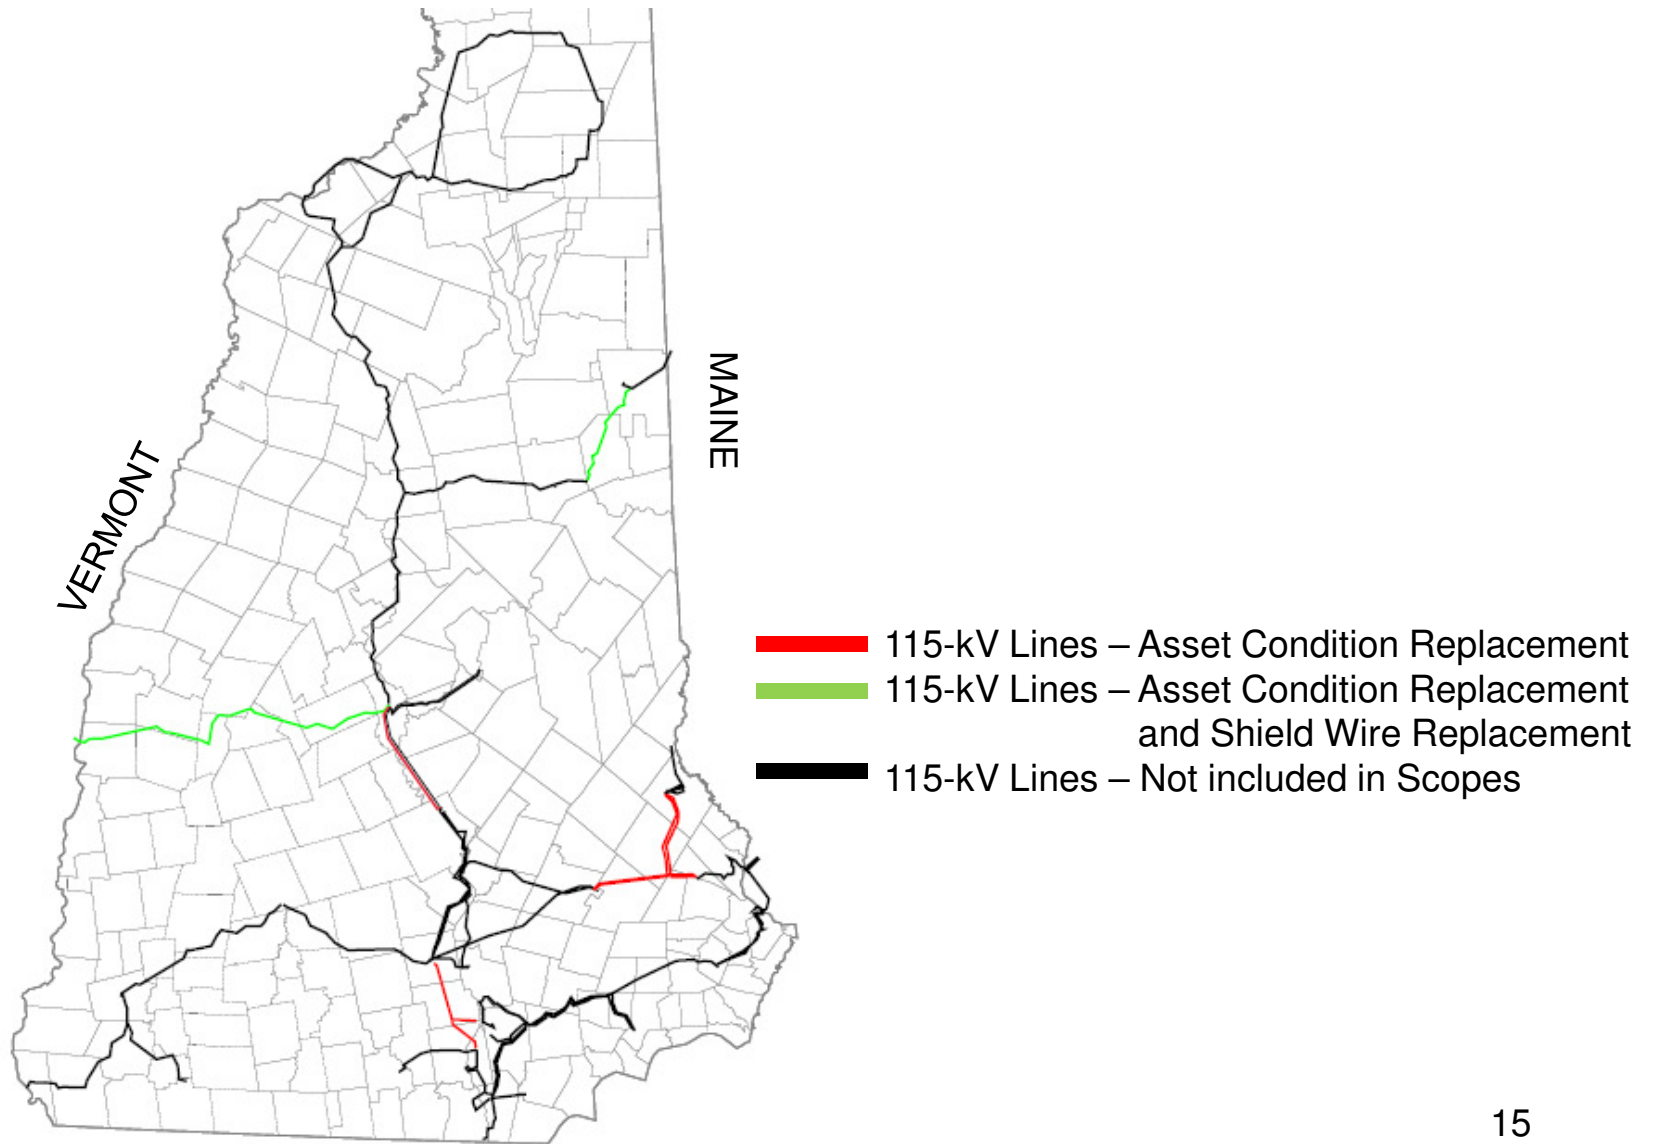 MAINE
VERMONT
115-kV Lines – Asset Condition Replacement
115-kV Lines – Asset Condition Replacement
and Shield Wire Replacement
115-kV Lines – Not included in Scopes
15